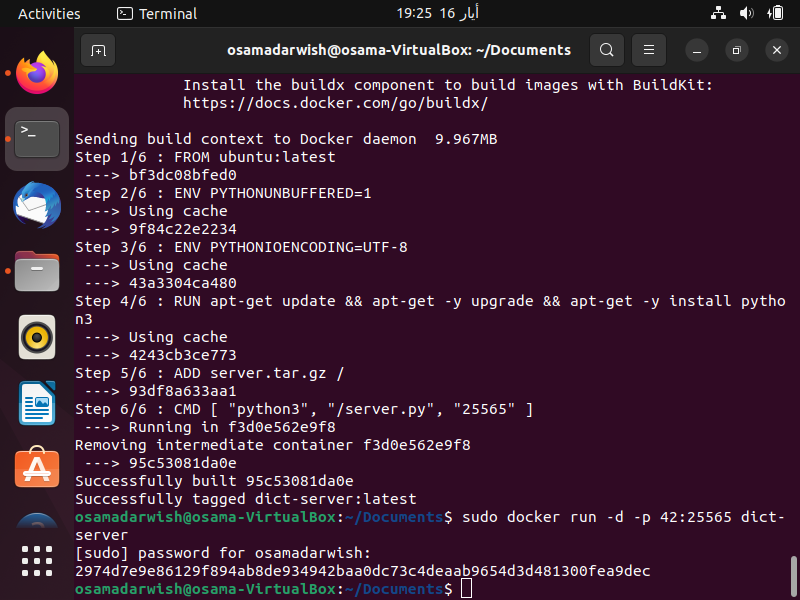 Activities
Terminal
19:25 16 أيار
osamadarwish@osama-VirtualBox: ~/Documents
Install the buildx component to build images with BuildKit:
https://docs.docker.com/go/buildx/
Sending build context to Docker daemon  9.967MB
Step 1/6 : FROM ubuntu:latest
 ---> bf3dc08bfed0
Step 2/6 : ENV PYTHONUNBUFFERED=1
 ---> Using cache
 ---> 9f84c22e2234
Step 3/6 : ENV PYTHONIOENCODING=UTF-8
 ---> Using cache
 ---> 43a3304ca480
Step 4/6 : RUN apt-get update && apt-get -y upgrade && apt-get -y install pytho
n3
 ---> Using cache
 ---> 4243cb3ce773
Step 5/6 : ADD server.tar.gz /
 ---> 93df8a633aa1
Step 6/6 : CMD [ "python3", "/server.py", "25565" ]
 ---> Running in f3d0e562e9f8
Removing intermediate container f3d0e562e9f8
 ---> 95c53081da0e
Successfully built 95c53081da0e
Successfully tagged dict-server:latest
osamadarwish@osama-VirtualBox:~/Documents$ sudo docker run -d -p 42:25565 dict-
server
[sudo] password for osamadarwish:
2974d7e9e86129f894ab8de934942baa0dc73c4deaab9654d3d481300fea9dec
osamadarwish@osama-VirtualBox:~/Documents$